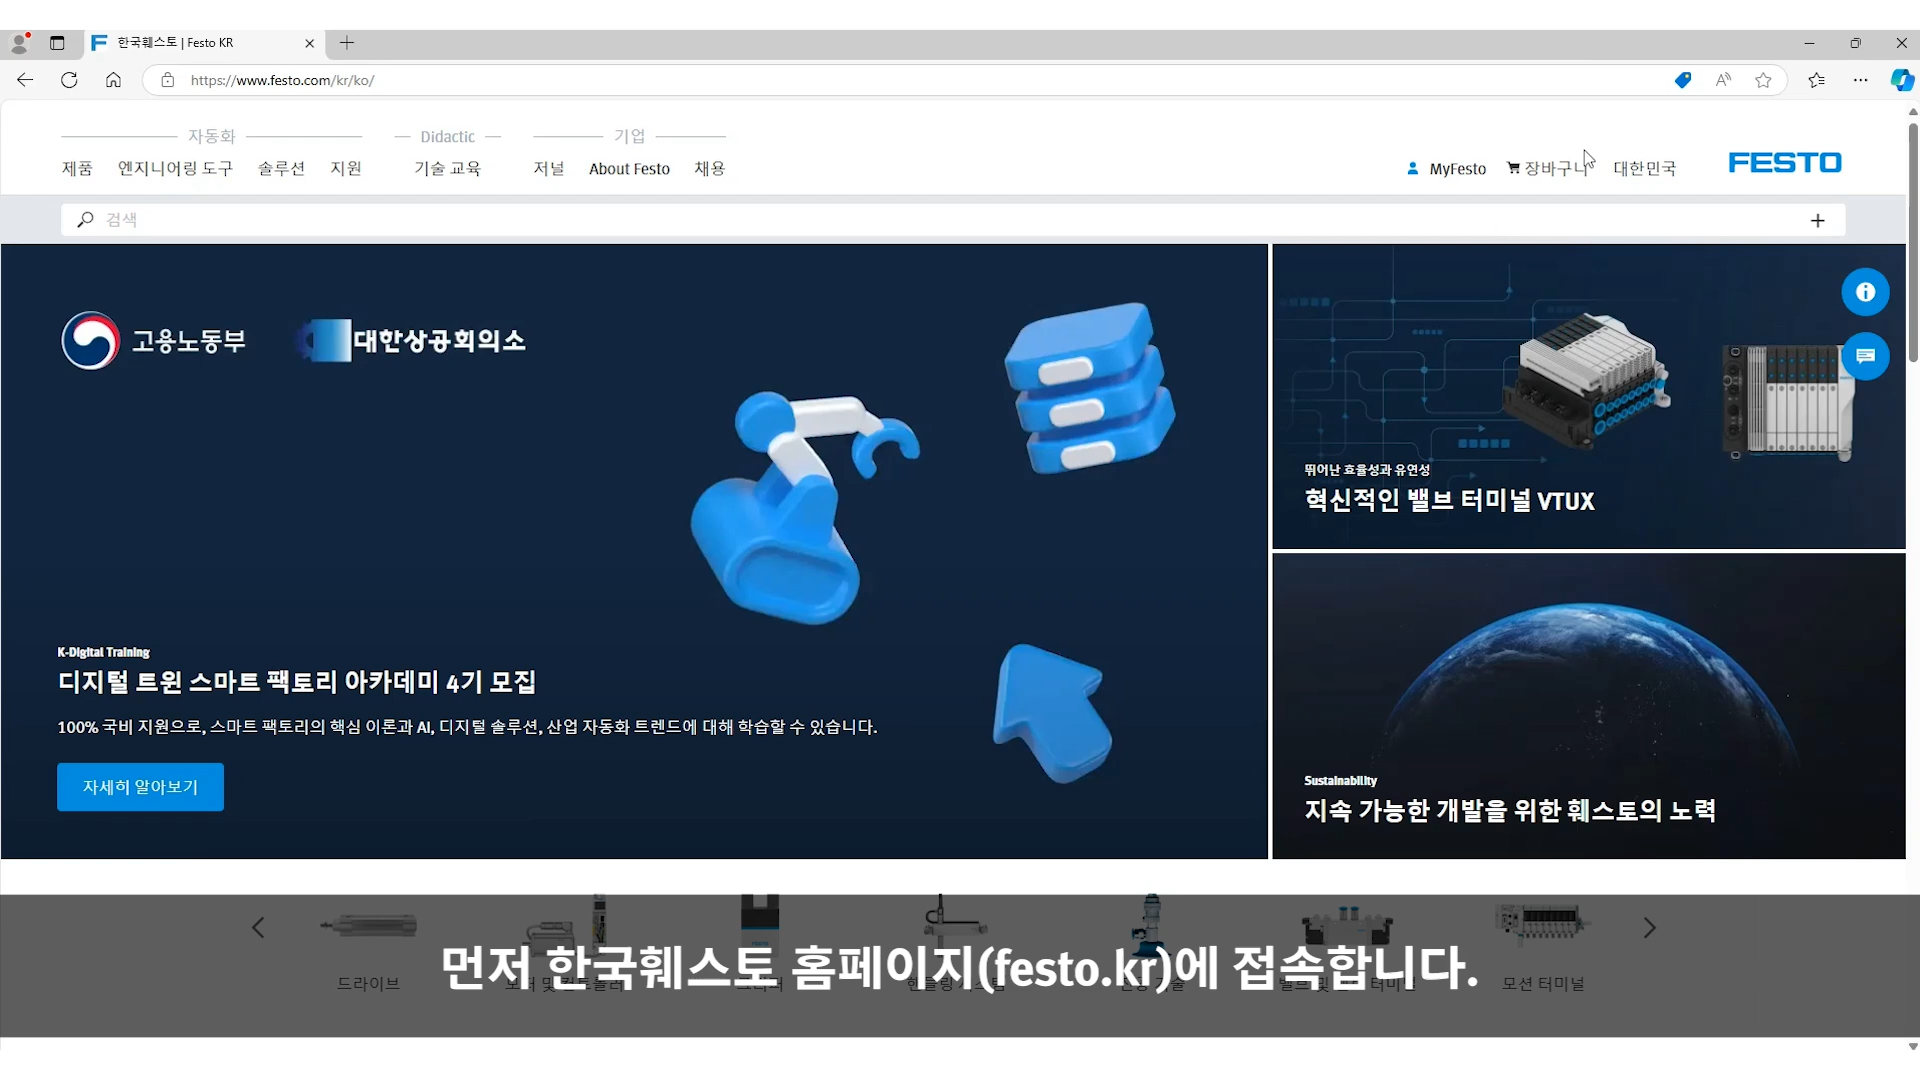 한국훼스토 | Festo KR
https://www.festo.com/kr/ko/
자동화
Didactic
기업
제품 엔지니어링 도구 솔루션 지원 기술 교육 저널 About Festo 채용
MyFesto 장바구니 대한민국 FESTO
검색
고용노동부 대한상공회의소
K-Digital Training
디지털 트윈 스마트 팩토리 아카데미 4기 모집
100% 국비 지원으로, 스마트 팩토리의 핵심 이론과 AI, 디지털 솔루션, 산업 자동화 트렌드에 대해 학습할 수 있습니다.
자세히 알아보기
뛰어난 효율성과 유연성
혁신적인 밸브 터미널 VTUX
Sustainability
지속 가능한 개발을 위한 훼스토의 노력
드라이브
모션 터미널
먼저 한국훼스토 홈페이지(festo.kr)에 접속합니다.